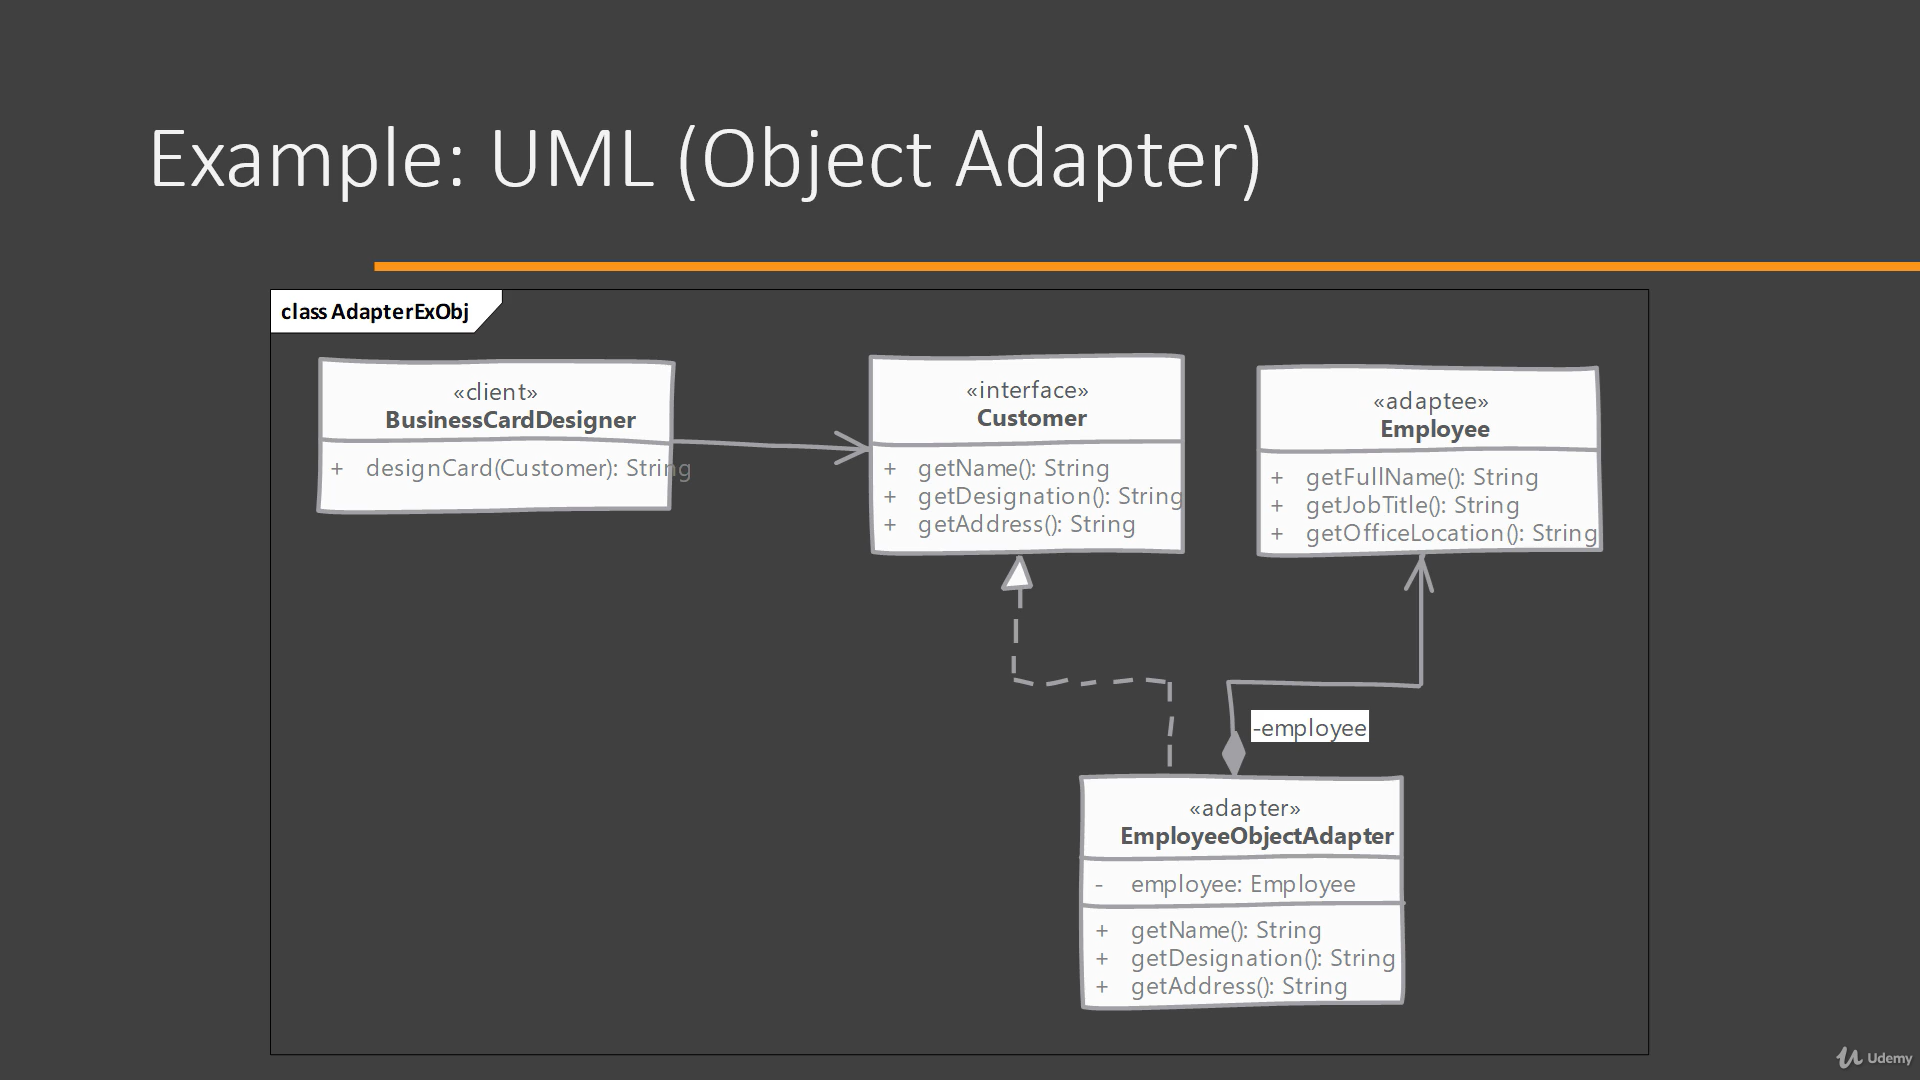 Example: UML (Object Adapter)
class AdapterExObj
«client»
BusinessCardDesigner
+ designCard(Customer): String
«interface»
Customer
+ getName(): String
+ getDesignation(): String
+ getAddress(): String
«adaptee»
Employee
+ getFullName(): String
+ getJobTitle(): String
+ getOfficeLocation(): String
-employee
«adapter»
EmployeeObjectAdapter
- employee: Employee
+ getName(): String
+ getDesignation(): String
+ getAddress(): String
Udemy